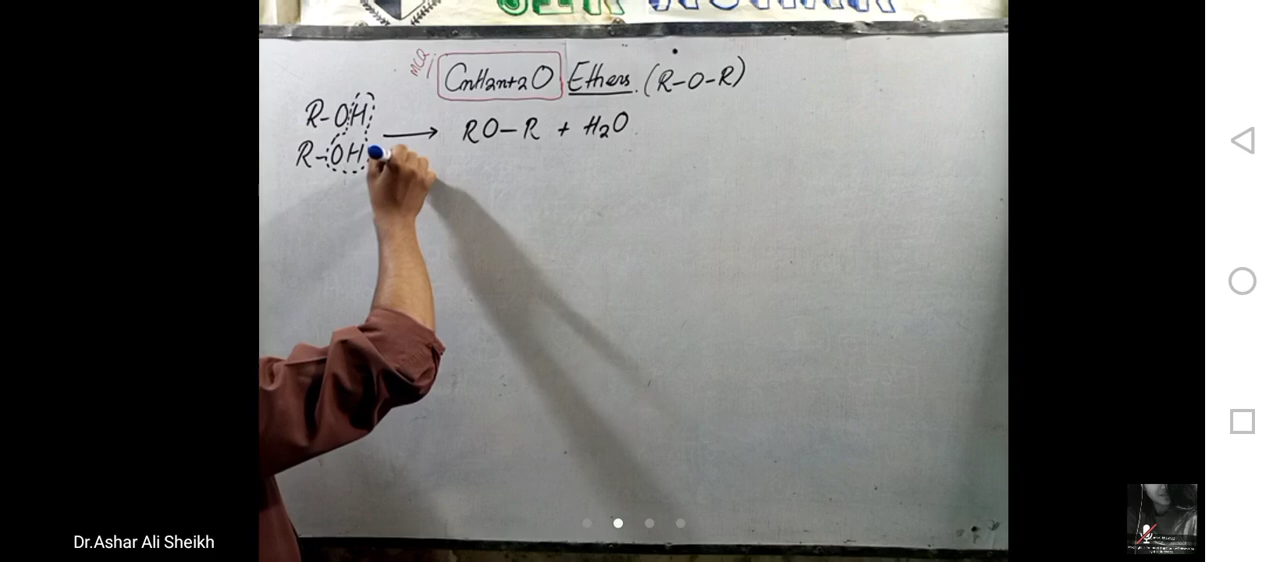 MCQ
CnH2n+2O Ethers. (R-O-R)
R-OH
R-OH ⟶ RO-R + H2O
Dr.Ashar Ali Sheikh